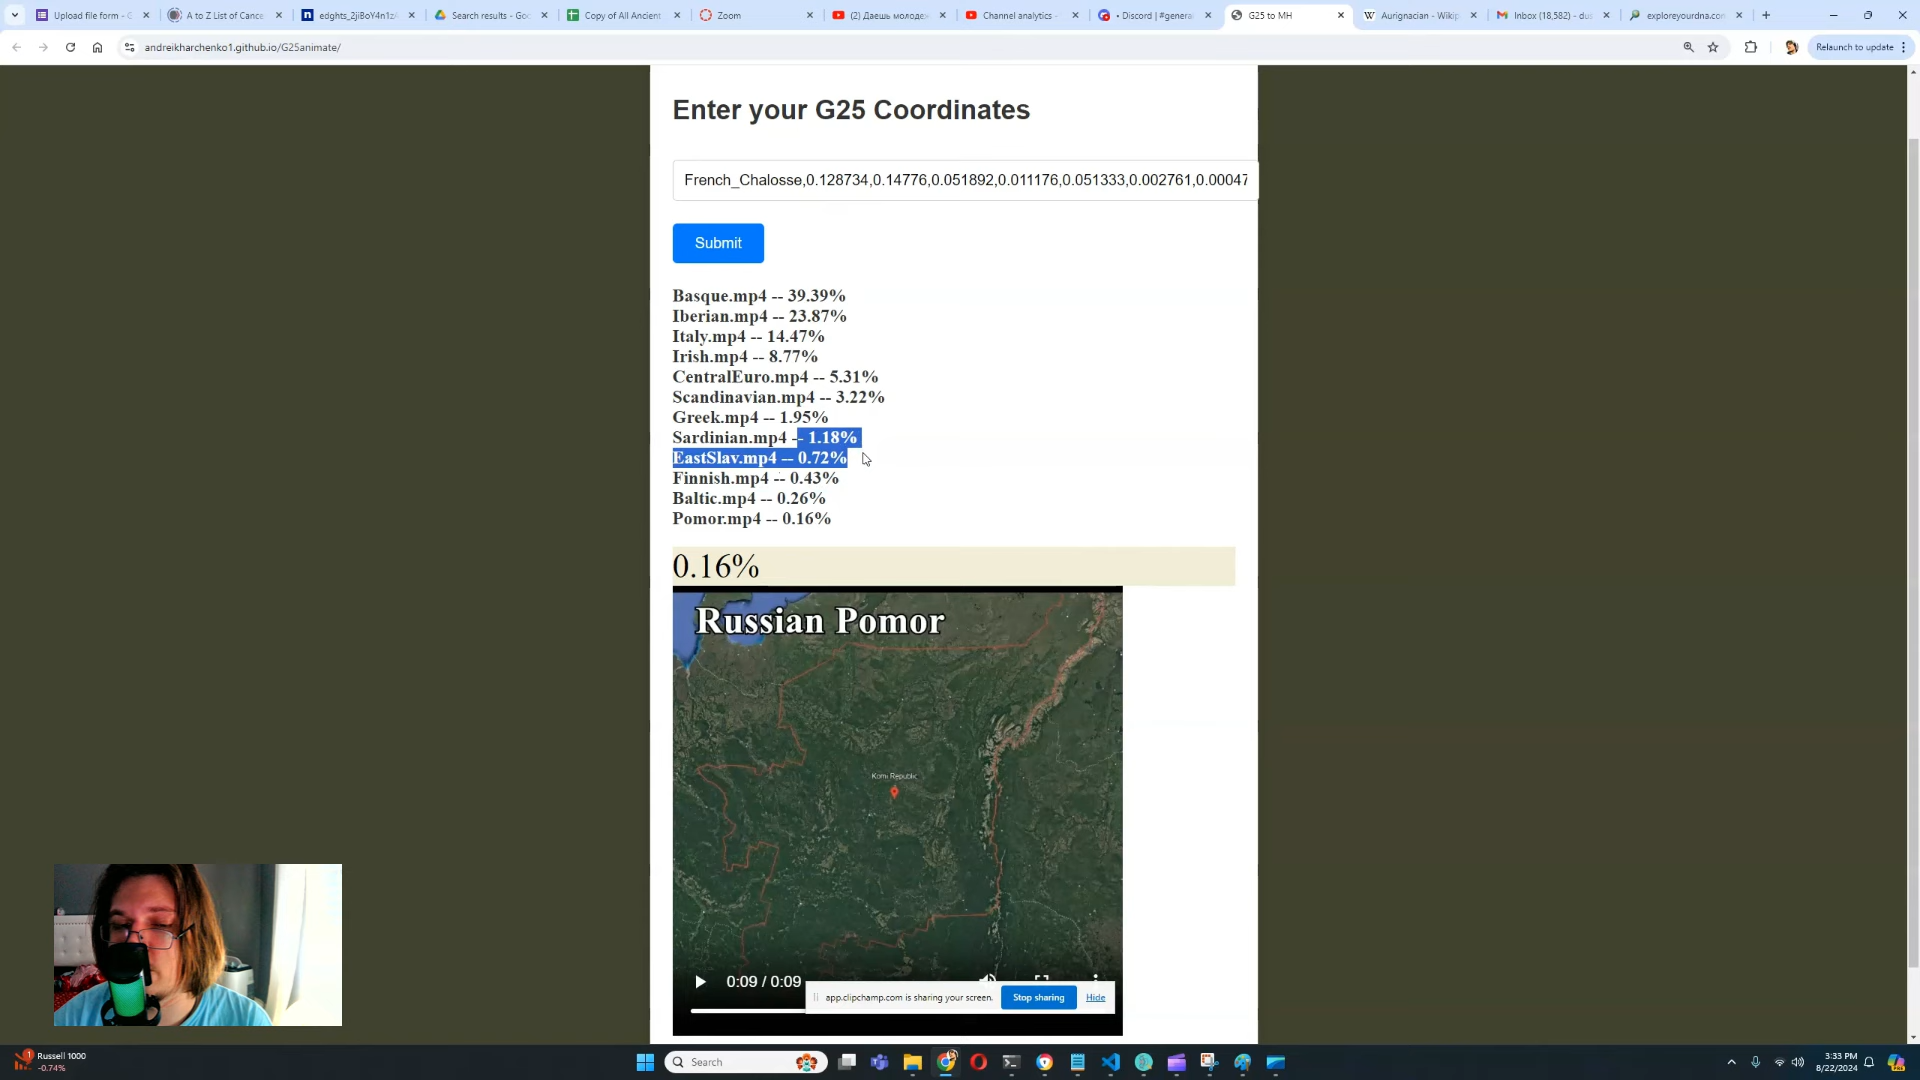 Upload file form - G
A to Z List of Cance
edghts_2jiBoY4n1z
Search results - Goo
Copy of All Ancient
Zoom
(2) Даешь молодеж
Channel analytics -
• Discord | #general
G25 to MH
Aurignacian - Wikip
Inbox (18,582) - dus
exploreyourdna.com
andreikharchenko1.github.io/G25animate/
Relaunch to update
Enter your G25 Coordinates
French_Chalosse,0.128734,0.14776,0.051892,0.011176,0.051333,0.002761,0.00047
Submit
Basque.mp4 -- 39.39%
Iberian.mp4 -- 23.87%
Italy.mp4 -- 14.47%
Irish.mp4 -- 8.77%
CentralEuro.mp4 -- 5.31%
Scandinavian.mp4 -- 3.22%
Greek.mp4 -- 1.95%
Sardinian.mp4 -- 1.18%
EastSlav.mp4 -- 0.72%
Finnish.mp4 -- 0.43%
Baltic.mp4 -- 0.26%
Pomor.mp4 -- 0.16%
0.16%
Russian Pomor
Komi Republic
0:09 / 0:09
app.clipchamp.com is sharing your screen.
Stop sharing
Hide
Russell 1000
-0.74%
Search
3:33 PM
8/22/2024